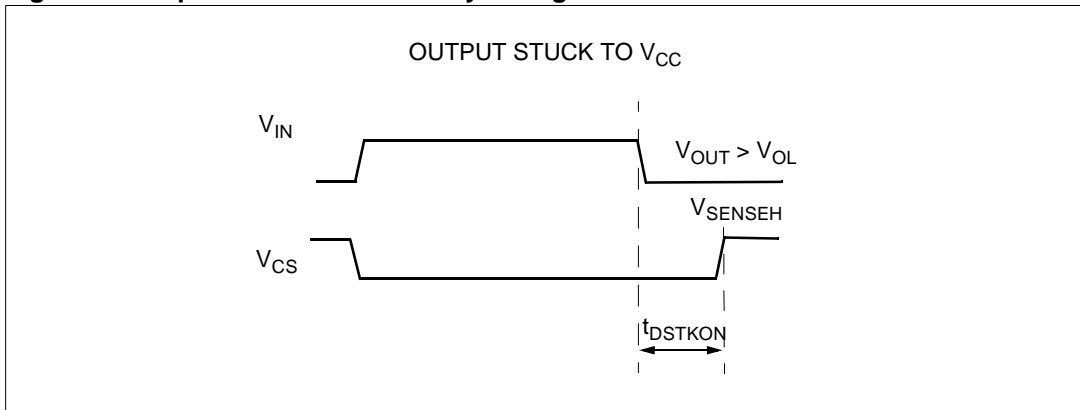 OUTPUT STUCK TO VCC
VIN
VOUT > VOL
VSENSEH
VCS
tDSTKON